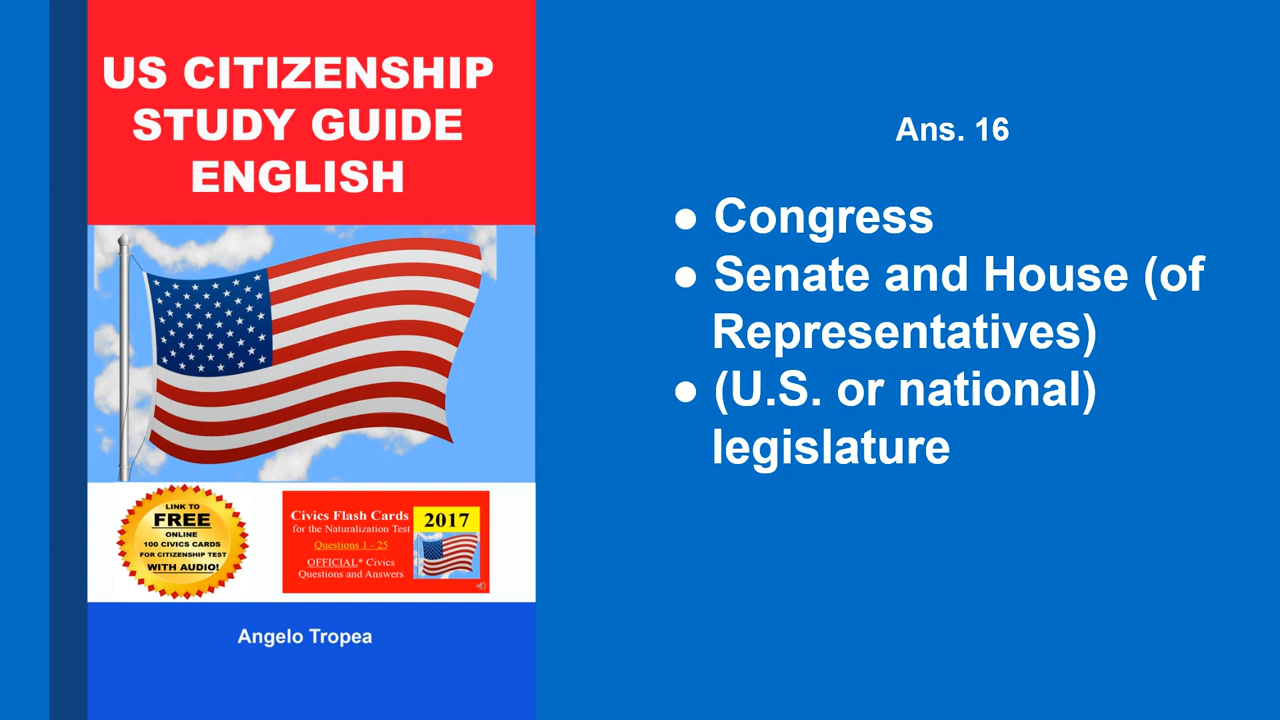 US CITIZENSHIP
STUDY GUIDE
ENGLISH
LINK TO
FREE
ONLINE
100 CIVICS CARDS
FOR CITIZENSHIP TEST
WITH AUDIO!
Civics Flash Cards
for the Naturalization Test
Questions 1 - 25
OFFICIAL* Civics
Questions and Answers
2017
Angelo Tropea
Ans. 16
● Congress
● Senate and House (of
Representatives)
● (U.S. or national)
legislature